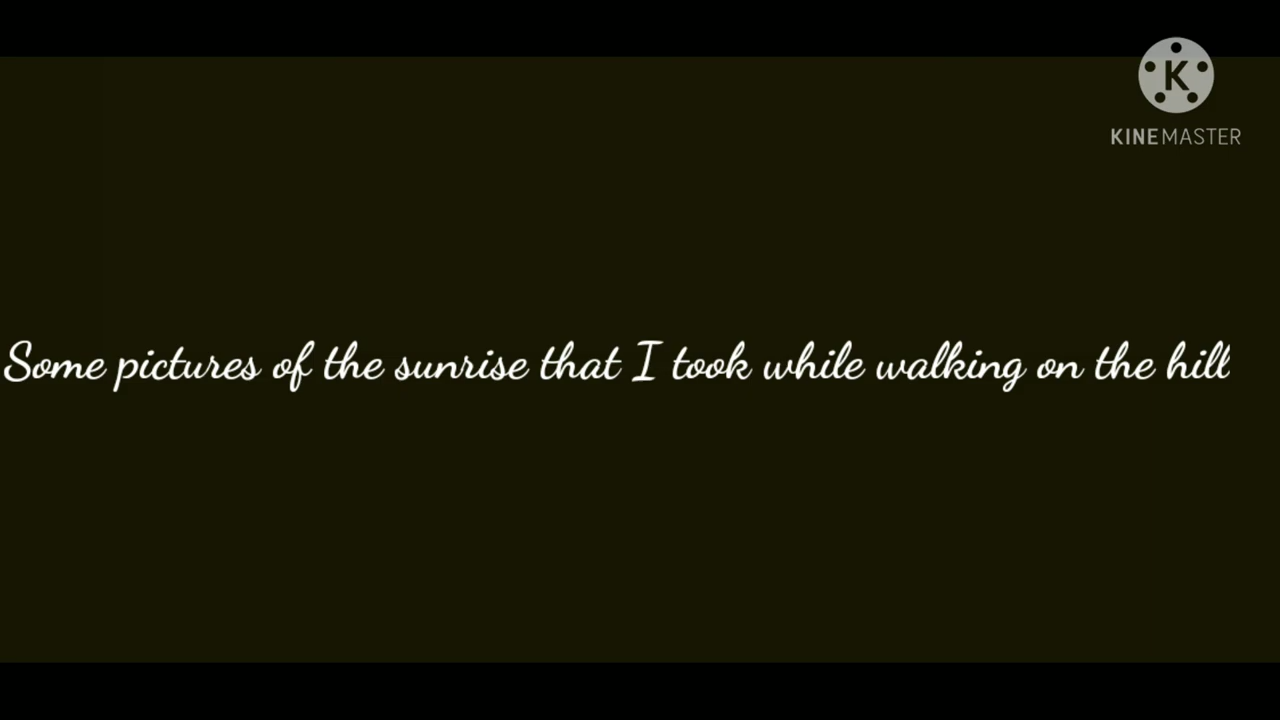 K
KINEMASTER
Some pictures of the sunrise that I took while walking on the hill